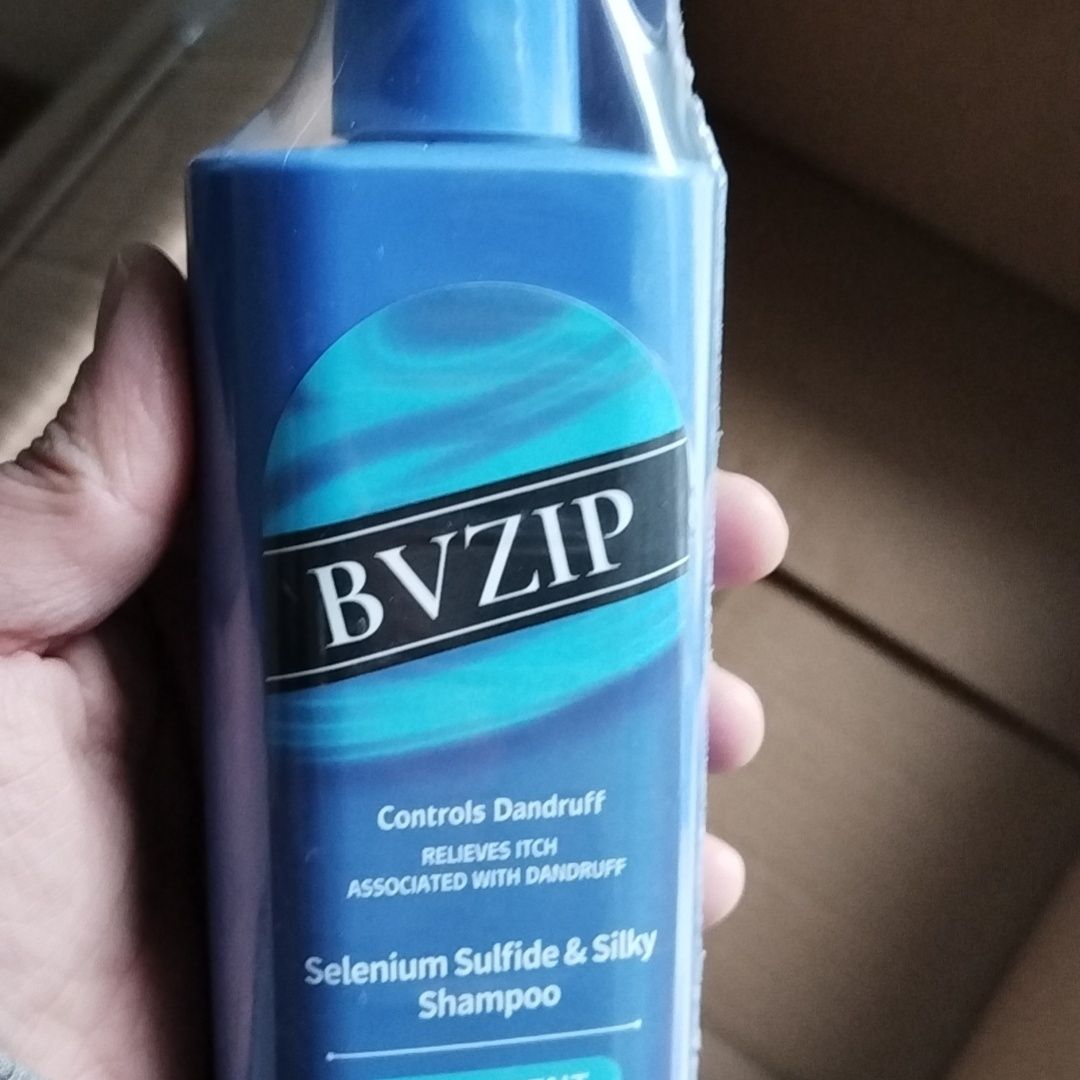 BVZIP
Controls Dandruff
RELIEVES ITCH
ASSOCIATED WITH DANDRUFF
Selenium Sulfide & Silky
Shampoo